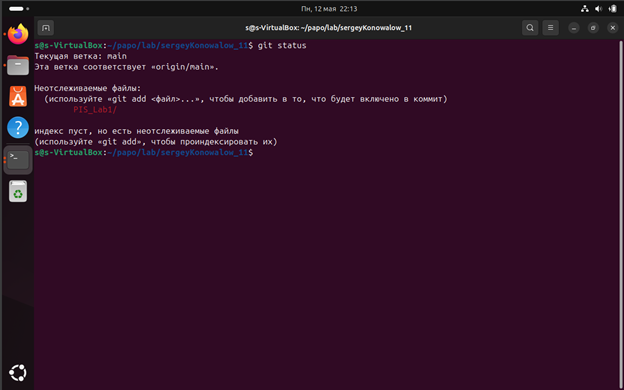 Пн, 12 мая 22:13
s@s-VirtualBox: ~/papo/lab/sergeyKonowalow_11
s@s-VirtualBox:~/papo/lab/sergeyKonowalow_11$ git status
Текущая ветка: main
Эта ветка соответствует «origin/main».
Неотслеживаемые файлы:
(используйте «git add <файл>...», чтобы добавить в то, что будет включено в коммит)
PIS_Lab1/
индекс пуст, но есть неотслеживаемые файлы
(используйте «git add», чтобы проиндексировать их)
s@s-VirtualBox:~/papo/lab/sergeyKonowalow_11$